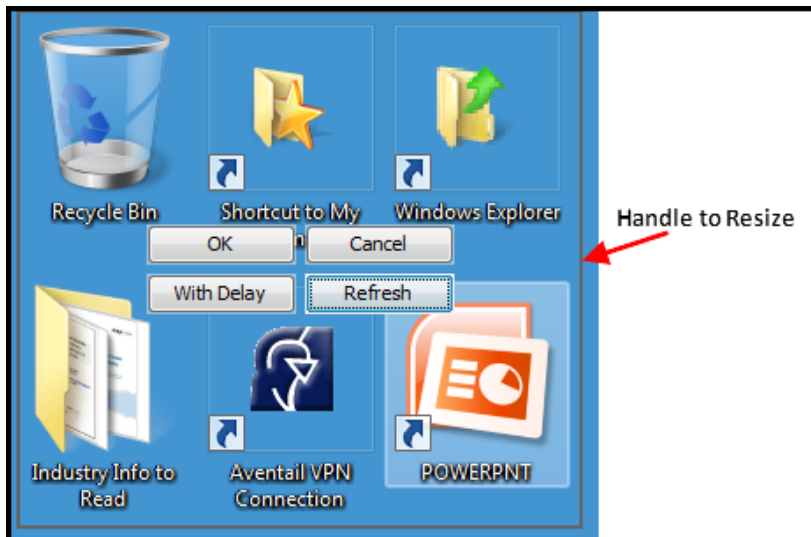 Recycle Bin
Shortcut to My
Windows Explorer
Handle to Resize
OK
Cancel
With Delay
Refresh
Industry Info to
Read
Aventail VPN
Connection
POWERPNT